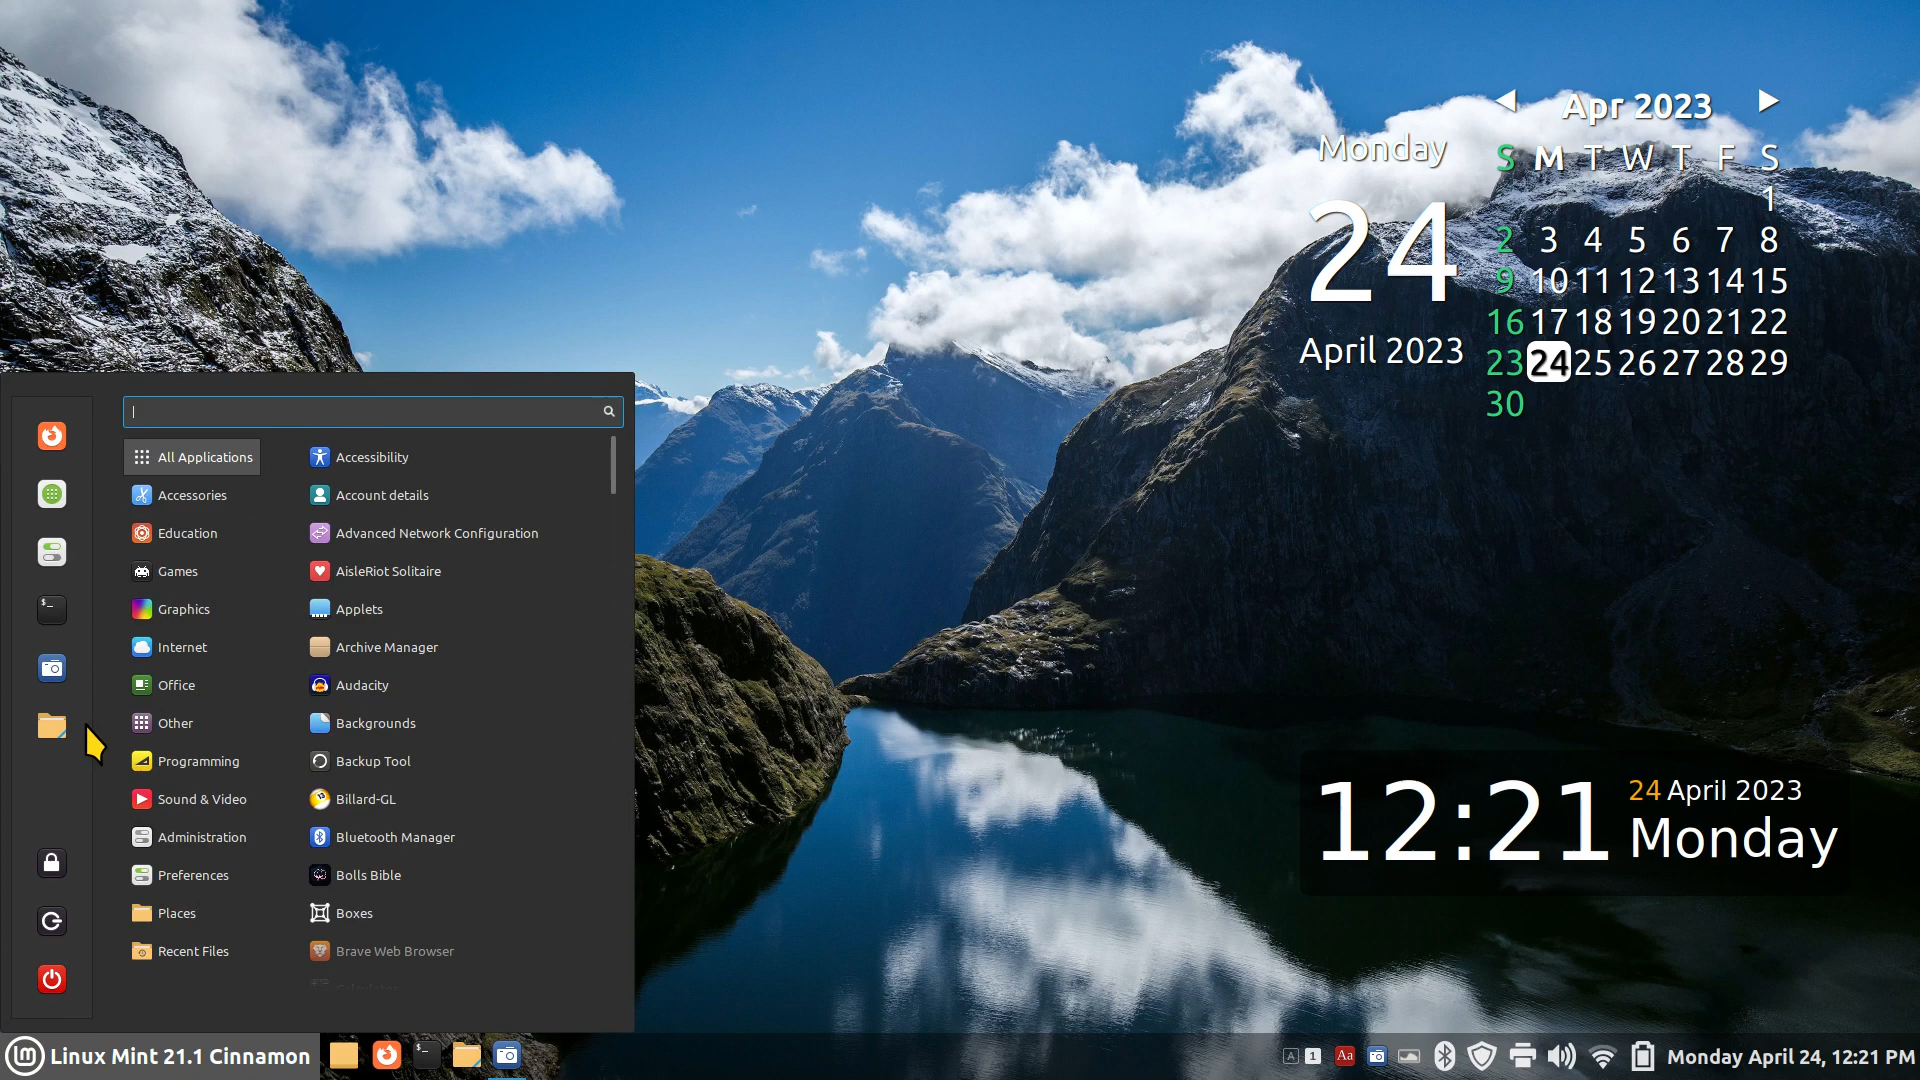 Apr 2023
Monday
S M T W T F S
1
24
2 3 4 5 6 7 8
9 10 11 12 13 14 15
16 17 18 19 20 21 22
April 2023
23 24 25 26 27 28 29
30
All Applications
Accessories
Education
Games
Graphics
Internet
Office
Other
Programming
Sound & Video
Administration
Preferences
Places
Recent Files
Accessibility
Account details
Advanced Network Configuration
AisleRiot Solitaire
Applets
Archive Manager
Audacity
Backgrounds
Backup Tool
Billard-GL
Bluetooth Manager
Bolls Bible
Boxes
Brave Web Browser
12:21
24 April 2023
Monday
Linux Mint 21.1 Cinnamon
A 1
Aa
Monday April 24, 12:21 PM